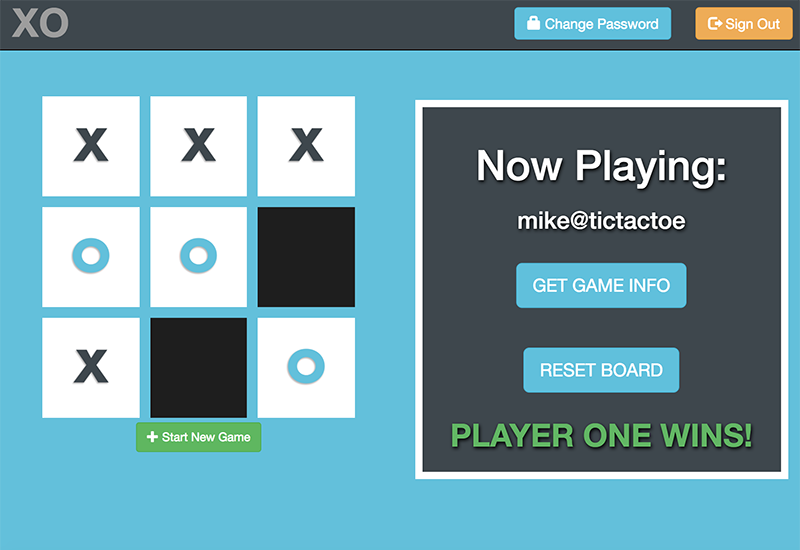 XO
Change Password
Sign Out
X X X
O O
X O
Start New Game
Now Playing:
mike@tictactoe
GET GAME INFO
RESET BOARD
PLAYER ONE WINS!